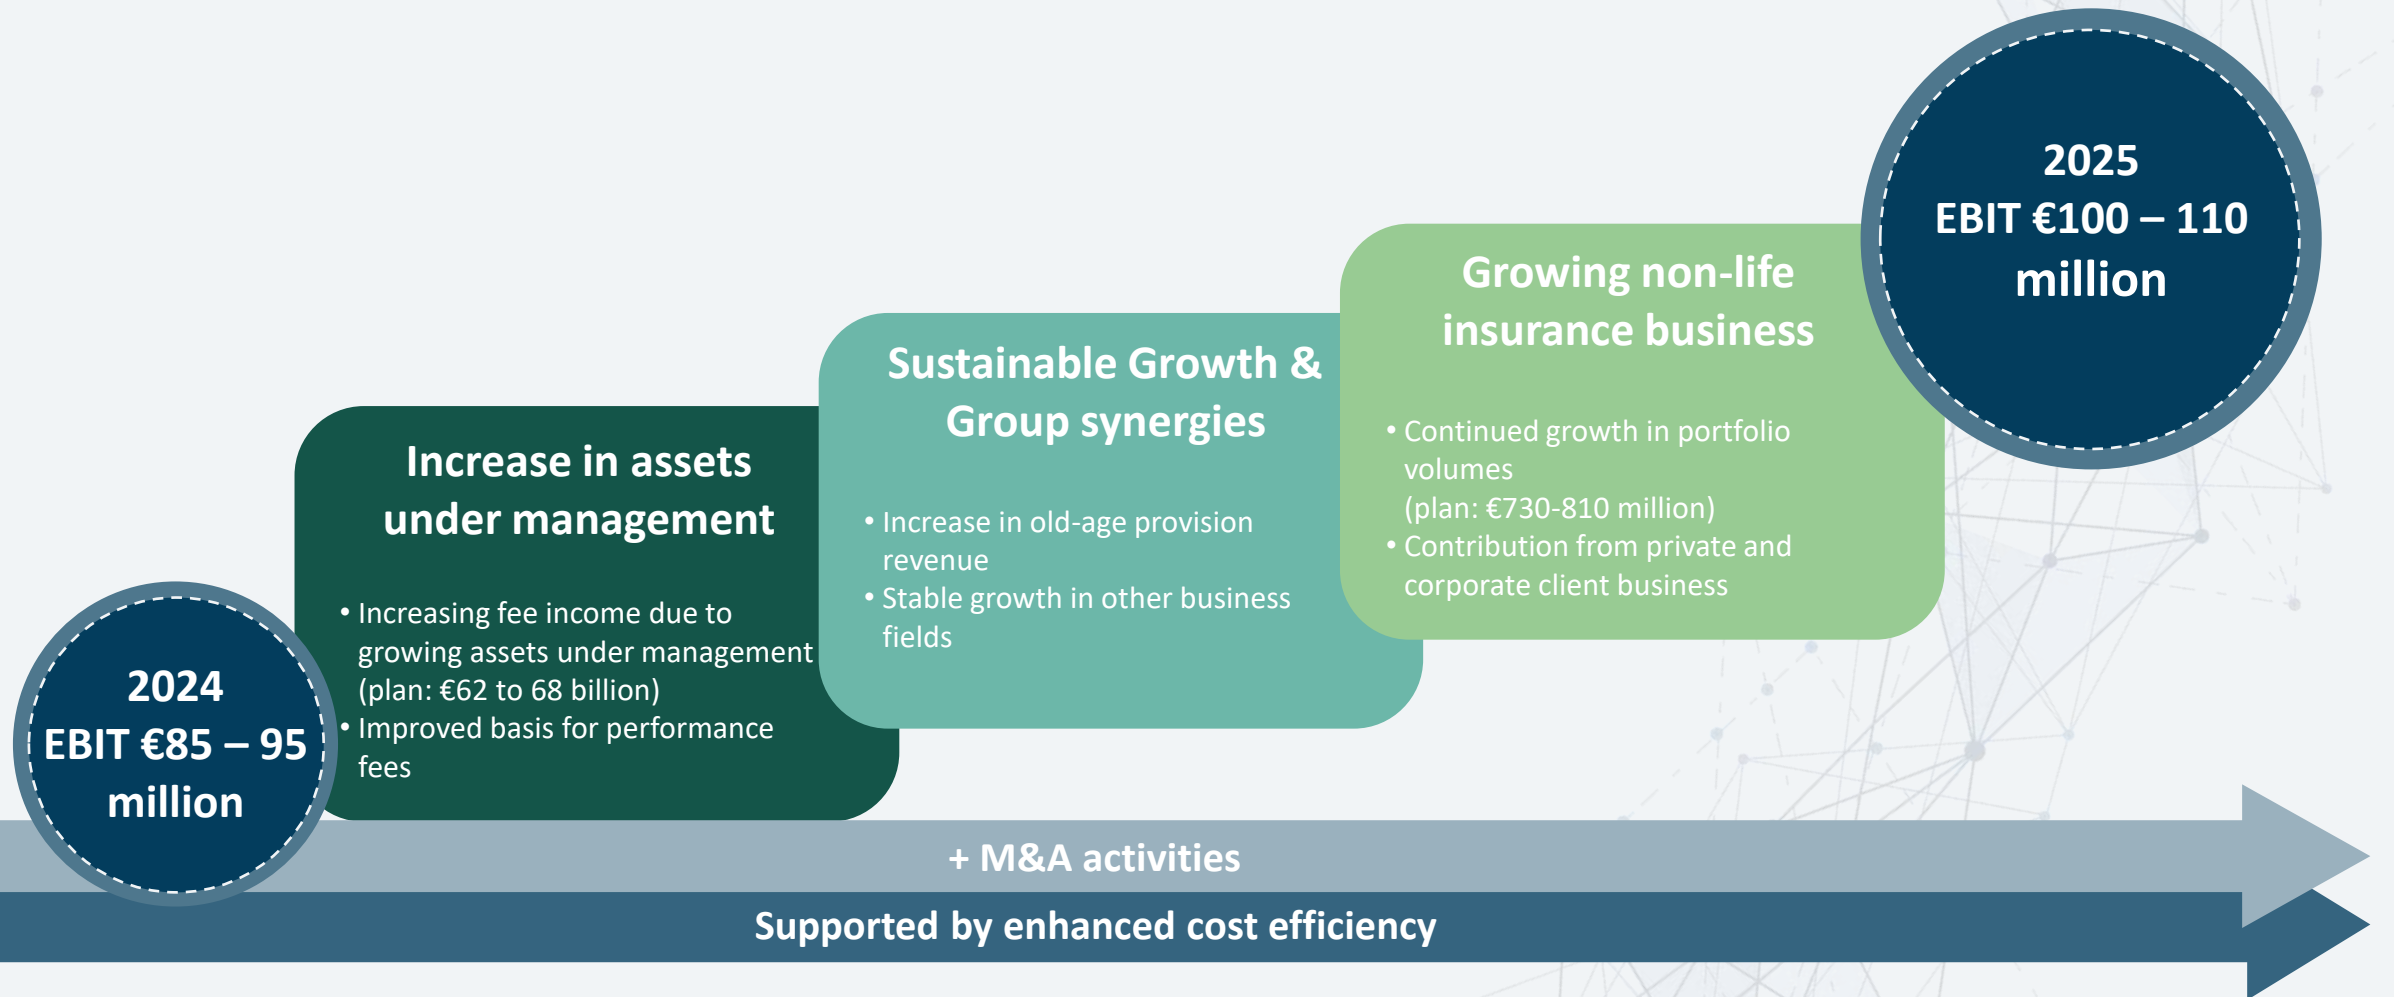 2024
EBIT €85 – 95
million
Increase in assets
under management
• Increasing fee income due to
growing assets under management
(plan: €62 to 68 billion)
• Improved basis for performance
fees
Sustainable Growth &
Group synergies
• Increase in old-age provision
revenue
• Stable growth in other business
fields
Growing non-life
insurance business
• Continued growth in portfolio
volumes
(plan: €730-810 million)
• Contribution from private and
corporate client business
2025
EBIT €100 – 110
million
+ M&A activities
Supported by enhanced cost efficiency